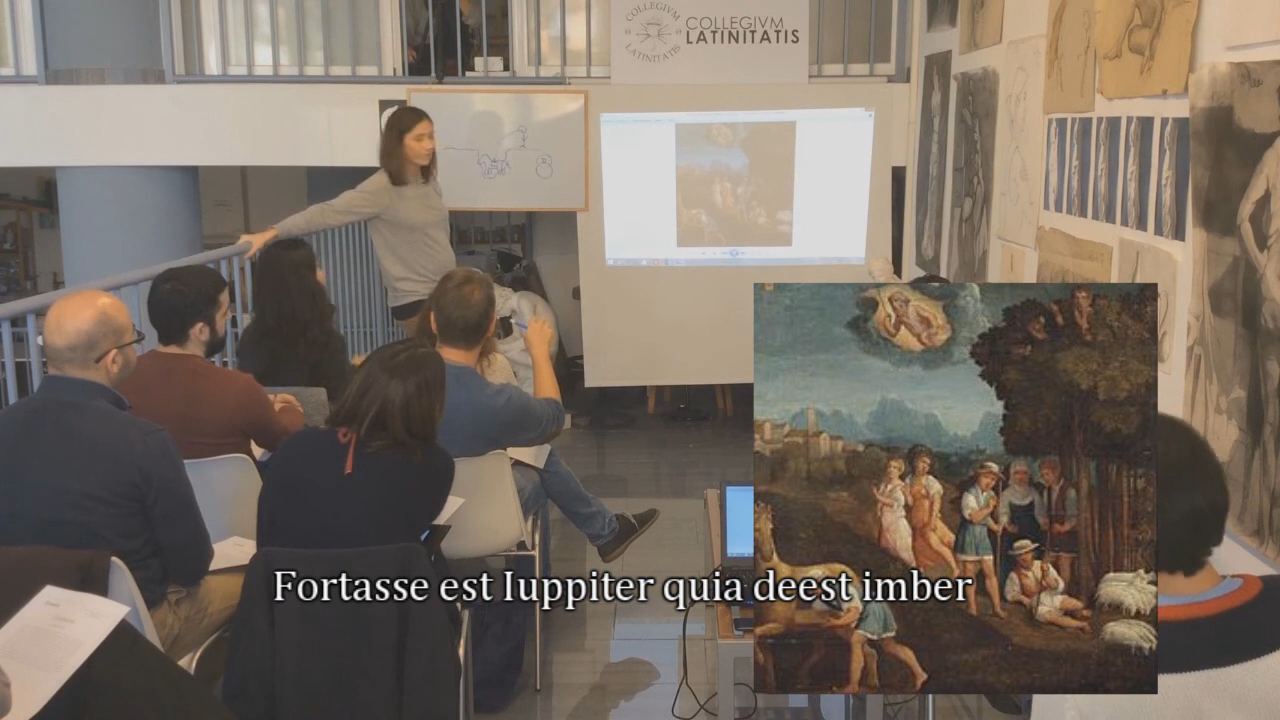 COLLEGIVM
LATINITATIS
COLLEGIVM
LATINITATIS
Fortasse est Iuppiter quia deest imber